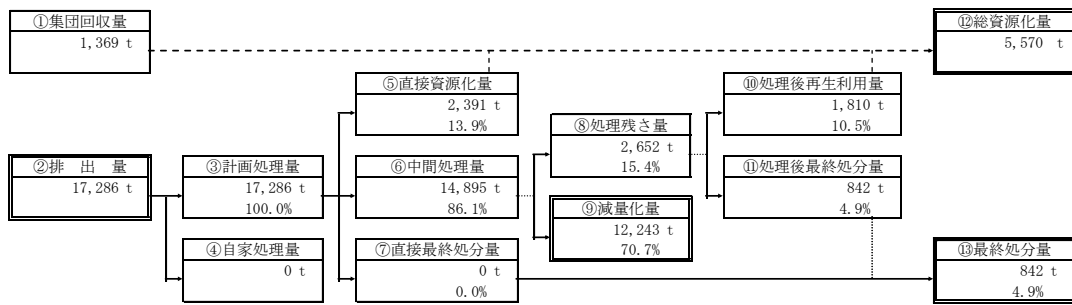 ①集団回収量
1,369 t
⑫総資源化量
5,570 t
⑤直接資源化量
2,391 t
13.9%
⑩処理後再生利用量
1,810 t
10.5%
⑧処理残さ量
2,652 t
15.4%
②排 出 量
17,286 t
③計画処理量
17,286 t
100.0%
⑥中間処理量
14,895 t
86.1%
⑪処理後最終処分量
842 t
4.9%
⑨減量化量
12,243 t
70.7%
④自家処理量
0 t
⑦直接最終処分量
0 t
0.0%
⑬最終処分量
842 t
4.9%